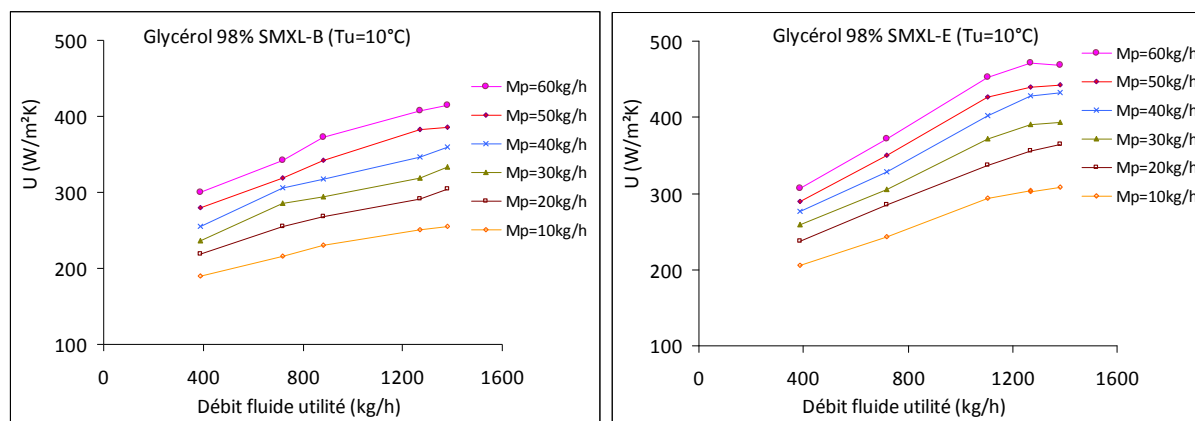 Glycérol 98% SMXL-B (Tu=10°C)
500
400
300
200
100
U (W/m²K)
0
400
800
1200
1600
Débit fluide utilité (kg/h)
Mp=60kg/h
Mp=50kg/h
Mp=40kg/h
Mp=30kg/h
Mp=20kg/h
Mp=10kg/h
Glycérol 98% SMXL-E (Tu=10°C)
500
400
300
200
100
U (W/m²K)
0
400
800
1200
1600
Débit fluide utilité (kg/h)
Mp=60kg/h
Mp=50kg/h
Mp=40kg/h
Mp=30kg/h
Mp=20kg/h
Mp=10kg/h